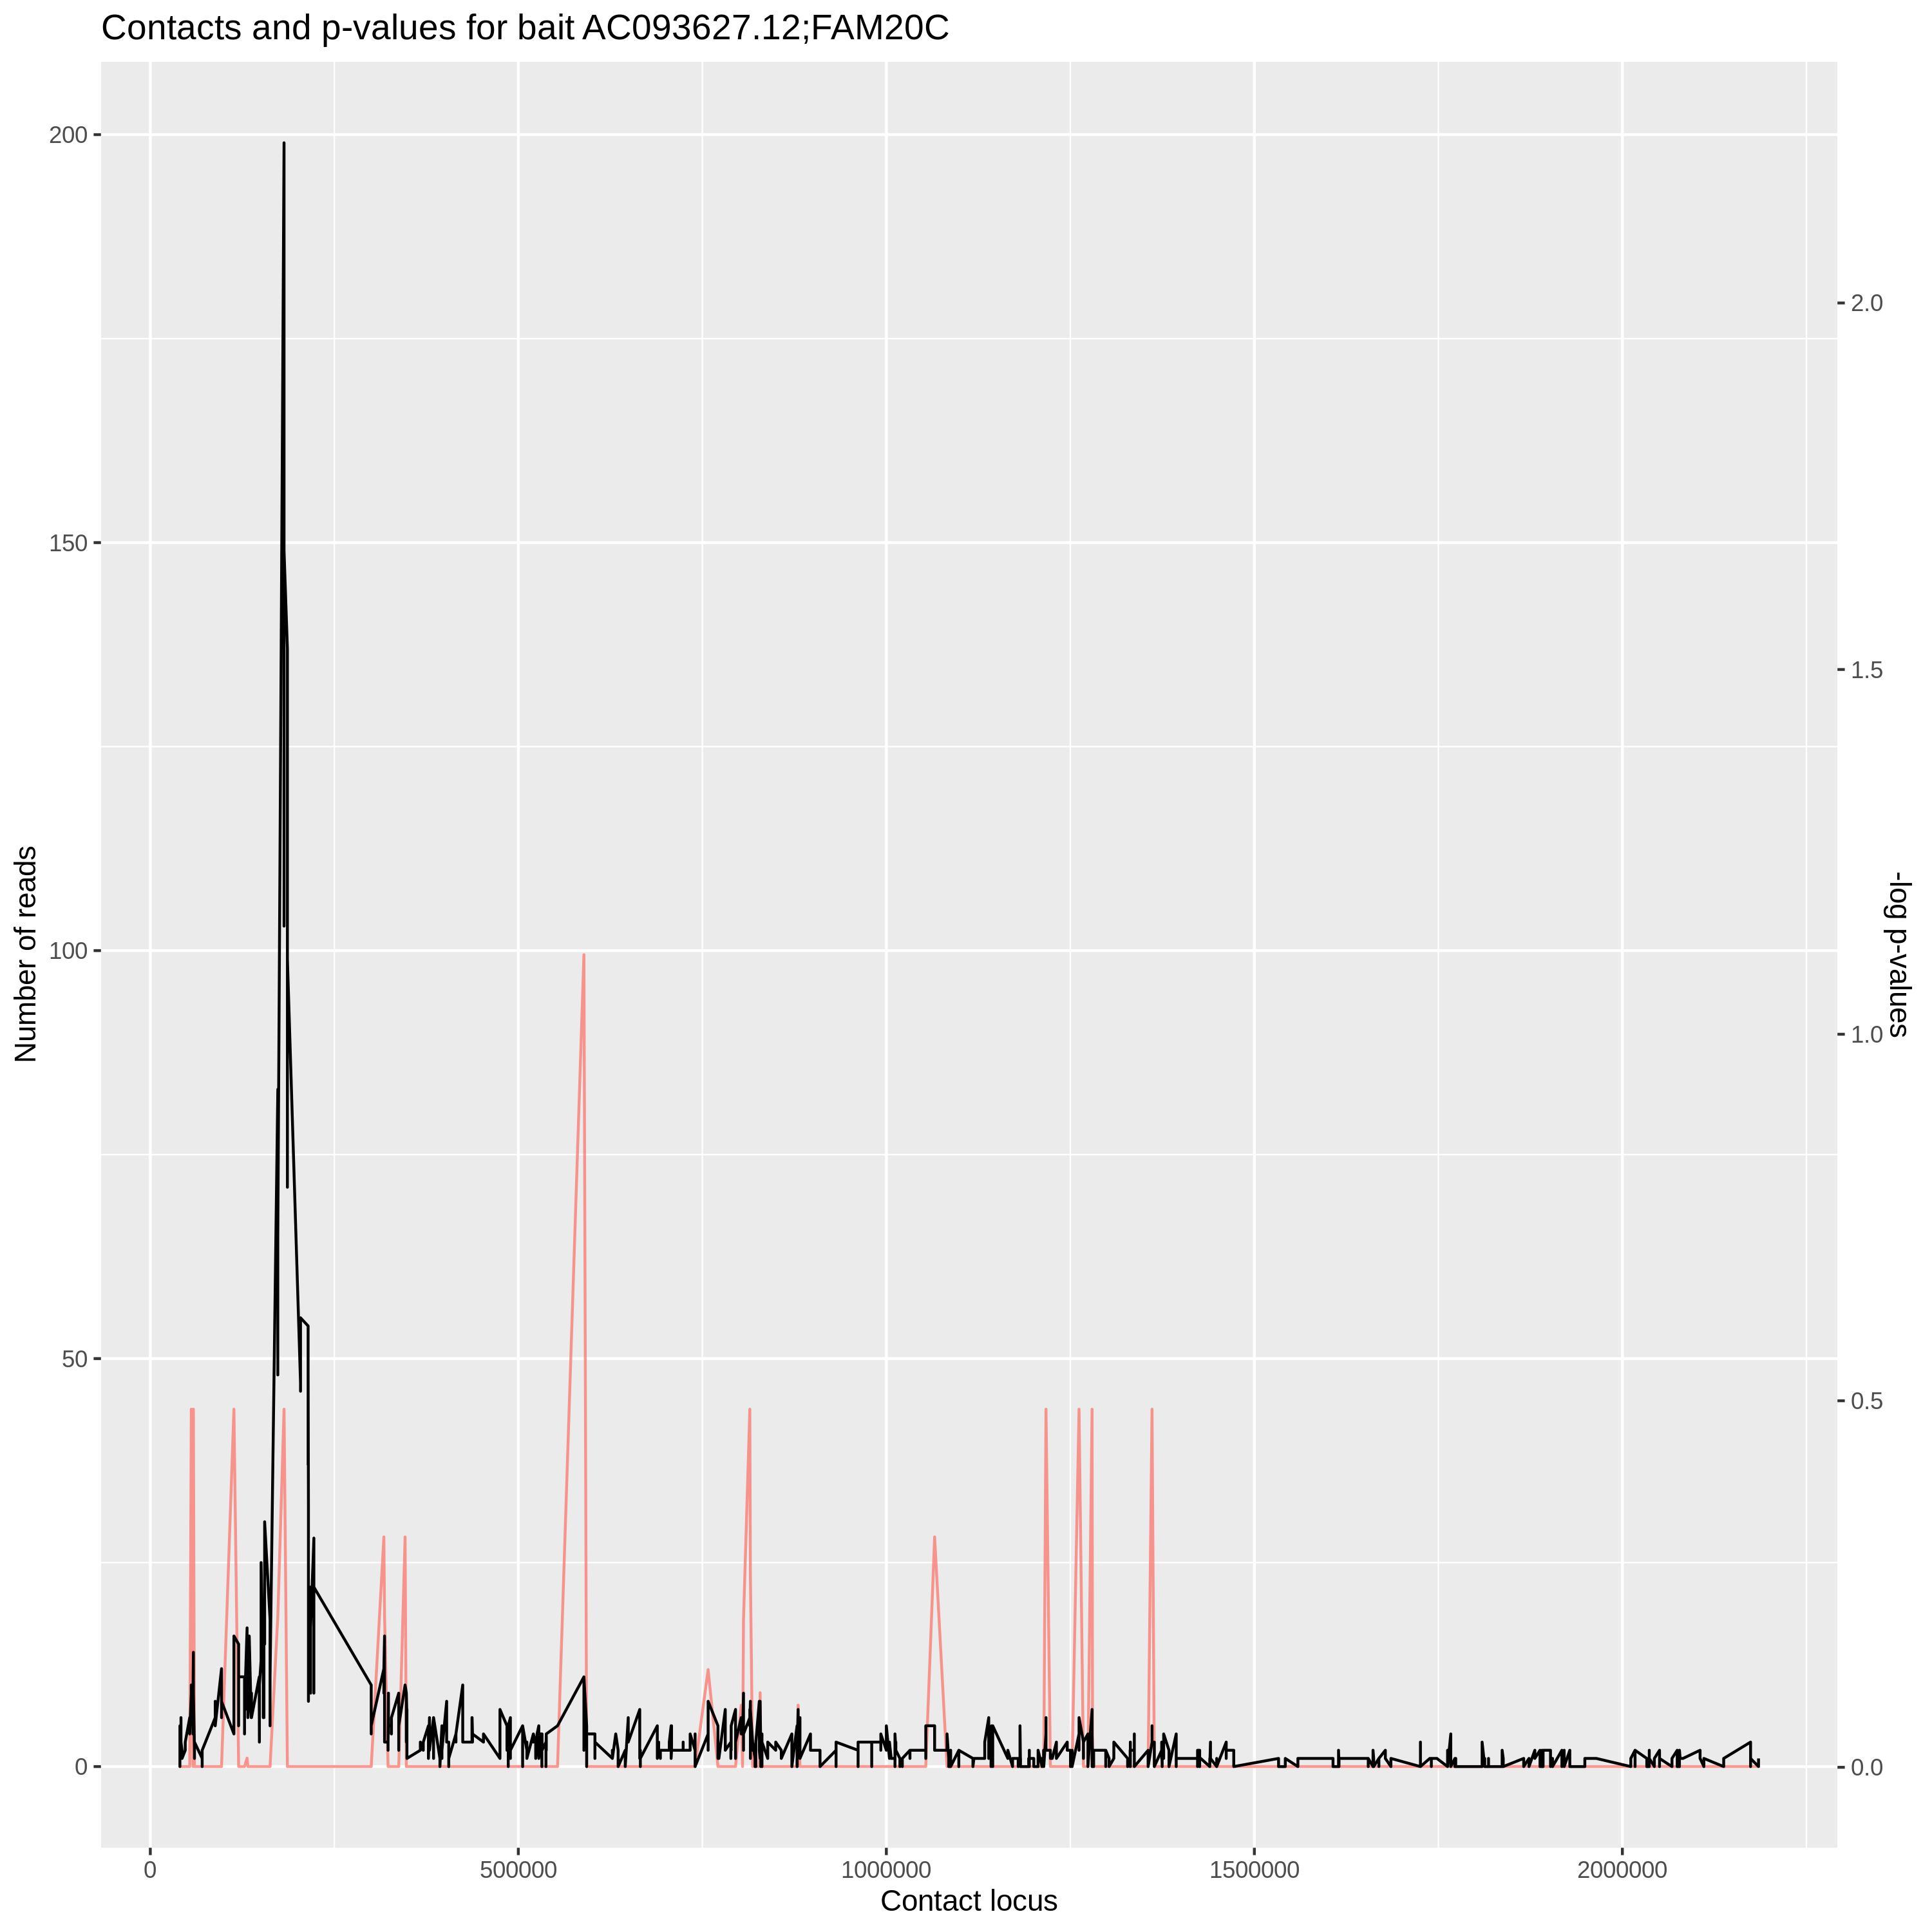 Contacts and p-values for bait AC093627.12;FAM20C
Number of reads
200
150
100
50
0
2.0
1.5
1.0
0.5
0.0
-log p-values
0 500000 1000000 1500000 2000000
Contact locus